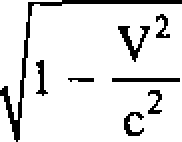 √(1 − V²/c²)